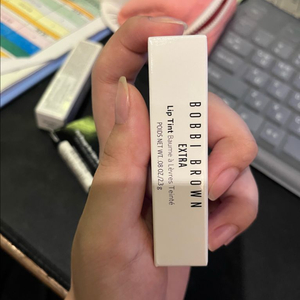 BOBBI BROWN
EXTRA
Lip Tint Baume à Lèvres Teinté
POIDS NET WT. .08 OZ/2.3 g